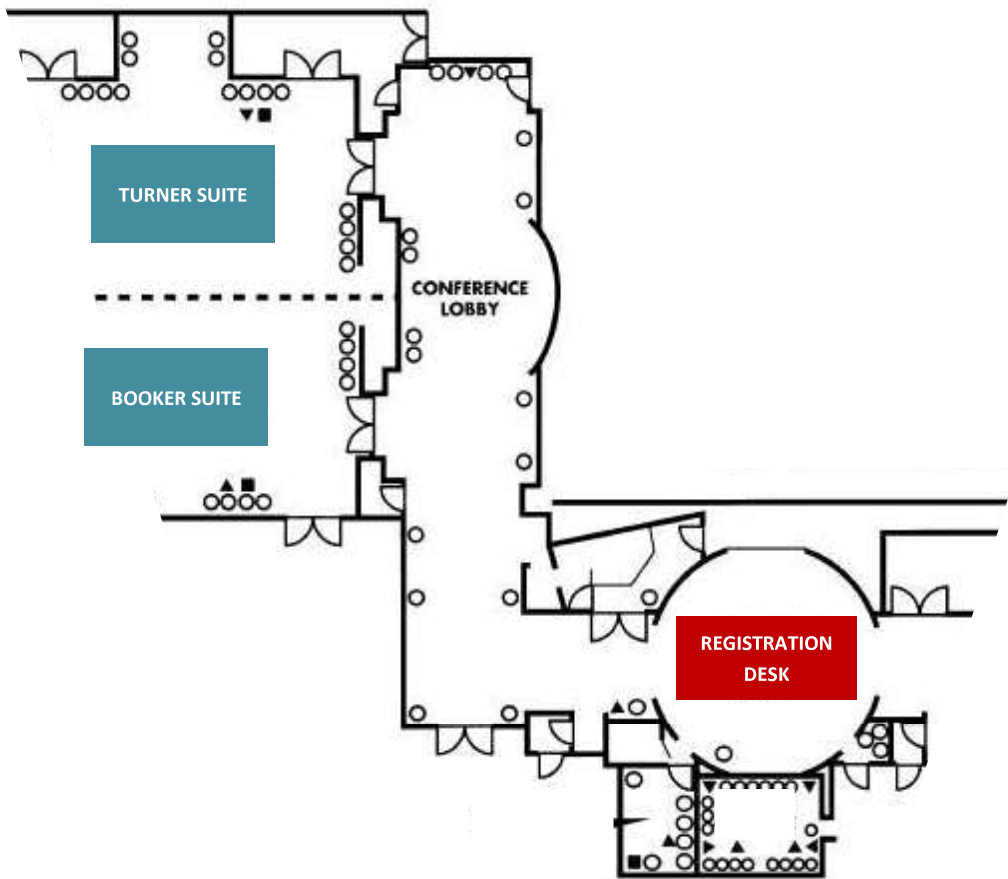 TURNER SUITE
CONFERENCE
LOBBY
BOOKER SUITE
REGISTRATION
DESK